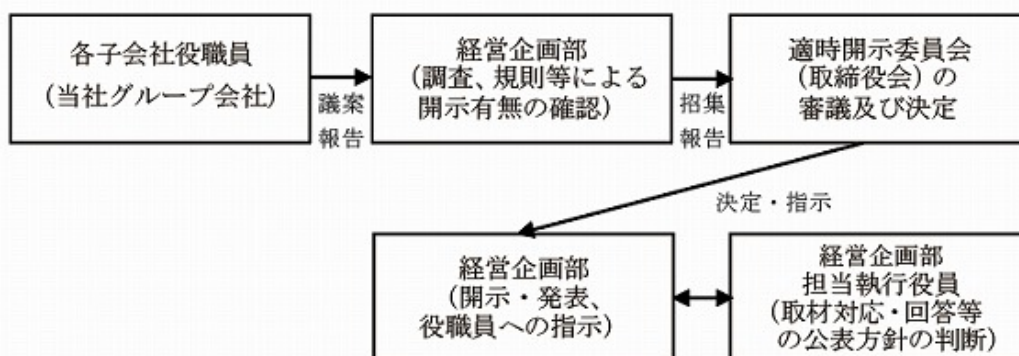 各子会社役職員
(当社グループ会社)
議案
報告
経営企画部
(調査、規則等による
開示有無の確認)
招集
報告
適時開示委員会
(取締役会)の
審議及び決定
決定・指示
経営企画部
(開示・発表、
役職員への指示)
経営企画部
担当執行役員
(取材対応・回答等
の公表方針の判断)